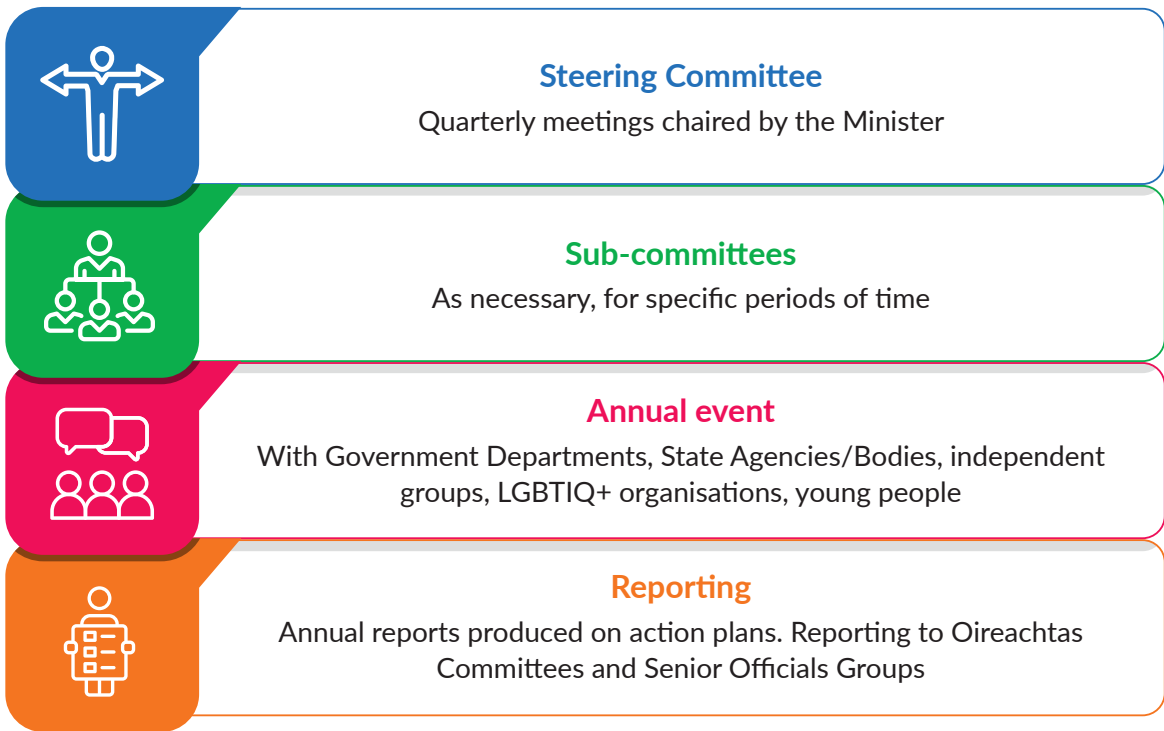 Steering Committee
Quarterly meetings chaired by the Minister
Sub-committees
As necessary, for specific periods of time
Annual event
With Government Departments, State Agencies/Bodies, independent
groups, LGBTIQ+ organisations, young people
Reporting
Annual reports produced on action plans. Reporting to Oireachtas
Committees and Senior Officials Groups